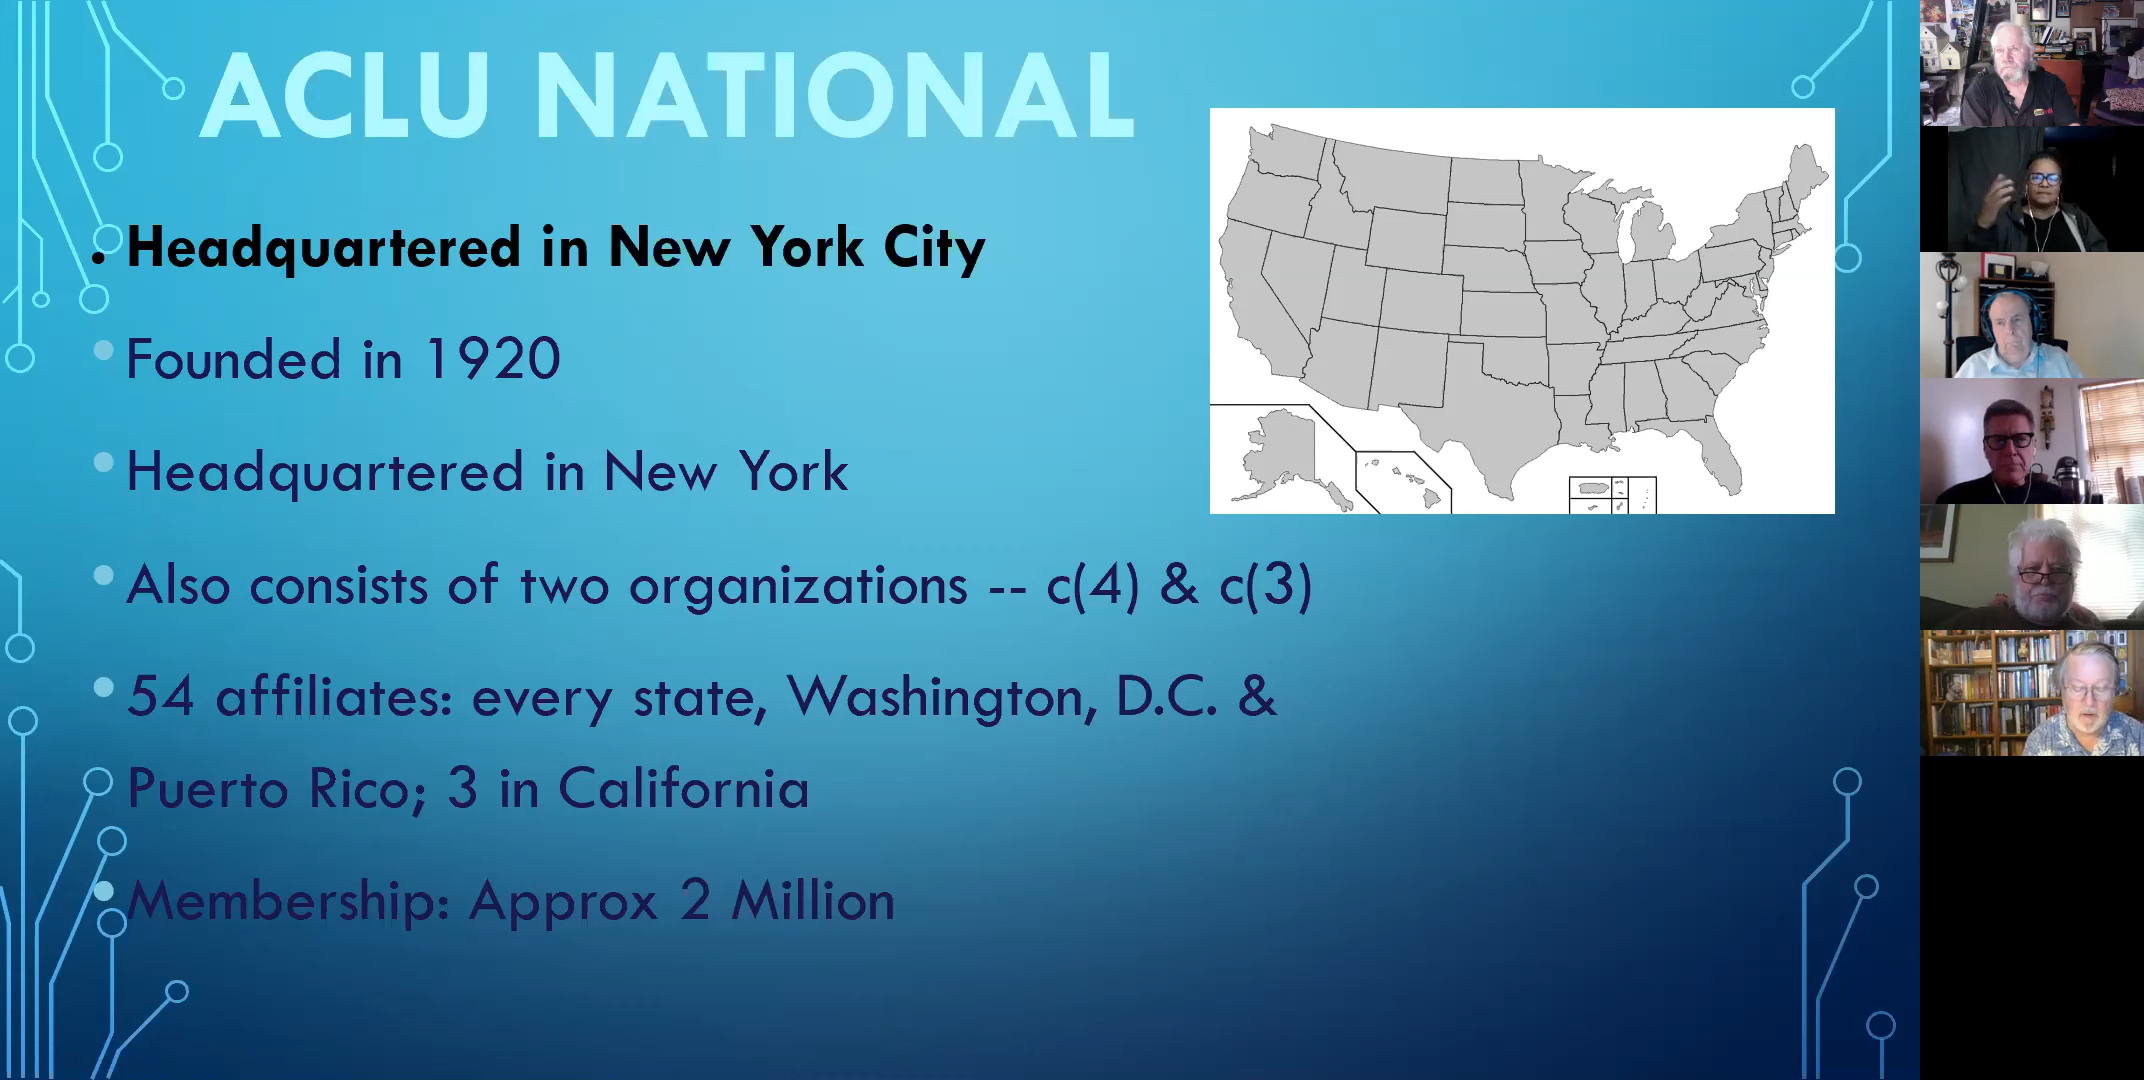 ACLU NATIONAL
Headquartered in New York City
Founded in 1920
Headquartered in New York
Also consists of two organizations -- c(4) & c(3)
54 affiliates: every state, Washington, D.C. &
Puerto Rico; 3 in California
Membership: Approx 2 Million